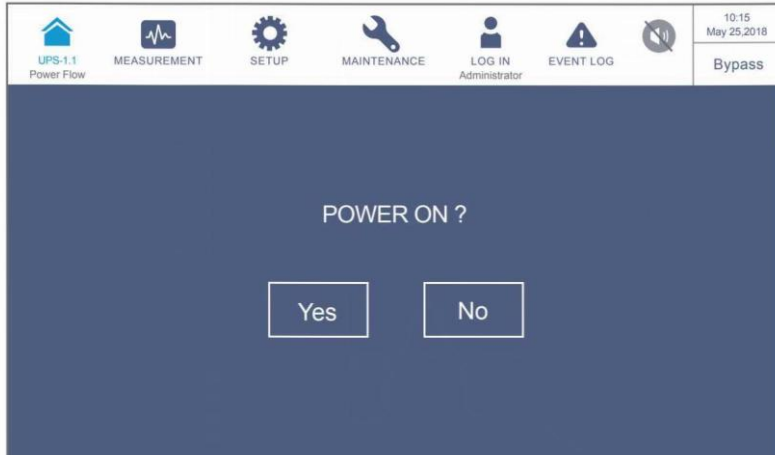 10:15
May 25,2018
UPS-1.1
Power Flow
MEASUREMENT
SETUP
MAINTENANCE
LOG IN
Administrator
EVENT LOG
Bypass
POWER ON ?
Yes
No